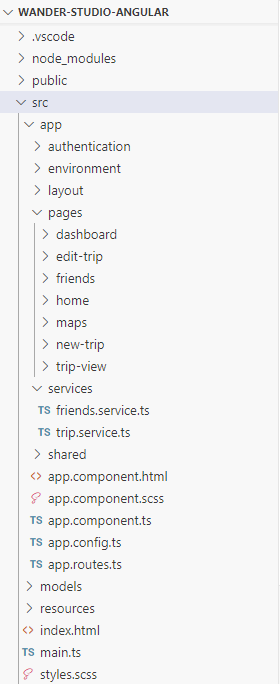 WANDER-STUDIO-ANGULAR
.vscode
node_modules
public
src
app
authentication
environment
layout
pages
dashboard
edit-trip
friends
home
maps
new-trip
trip-view
services
TS friends.service.ts
TS trip.service.ts
shared
<> app.component.html
app.component.scss
TS app.component.ts
TS app.config.ts
TS app.routes.ts
models
resources
<> index.html
TS main.ts
styles.scss